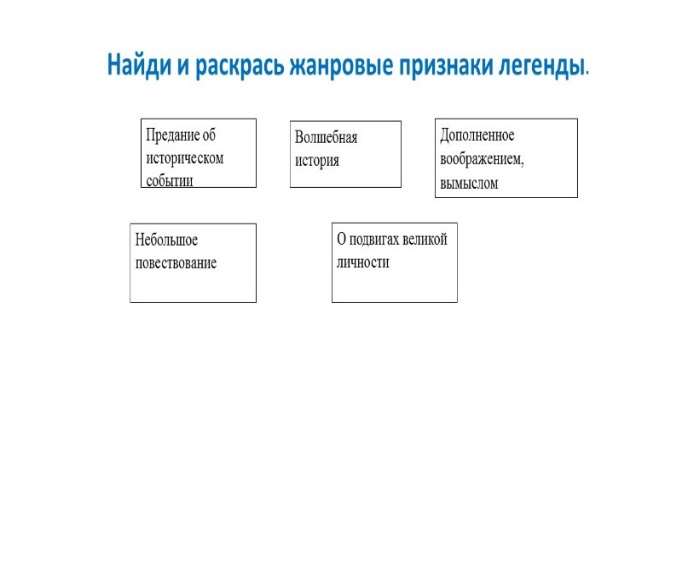 Найди и раскрась жанровые признаки легенды.
Предание об
историческом
событии
Волшебная
история
Дополненное
воображением,
вымыслом
Небольшое
повествование
О подвигах великой
личности